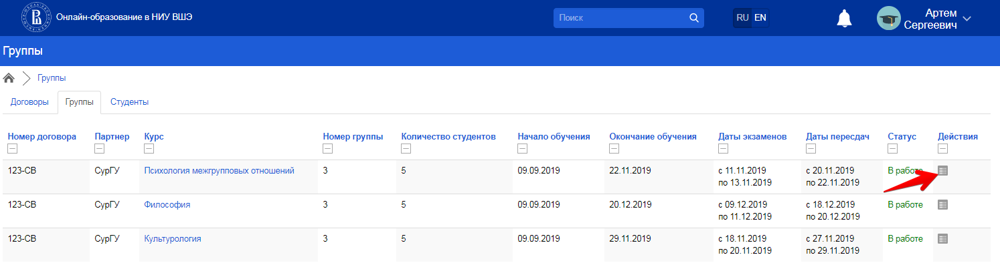 Онлайн-образование в НИУ ВШЭ
Поиск
RU EN
Артем
Сергеевич
Группы
Группы
Договоры Группы Студенты
Номер договора Партнер Курс Номер группы Количество студентов Начало обучения Окончание обучения Даты экзаменов Даты пересдач Статус Действия
123-СВ СурГУ Психология межгрупповых отношений 3 5 09.09.2019 22.11.2019 с 11.11.2019 с 20.11.2019 В работе
по 13.11.2019 по 22.11.2019
123-СВ СурГУ Философия 3 5 09.09.2019 20.12.2019 с 09.12.2019 с 18.12.2019 В работе
по 11.12.2019 по 20.12.2019
123-СВ СурГУ Культурология 3 5 09.09.2019 29.11.2019 с 18.11.2019 с 27.11.2019 В работе
по 20.11.2019 по 29.11.2019